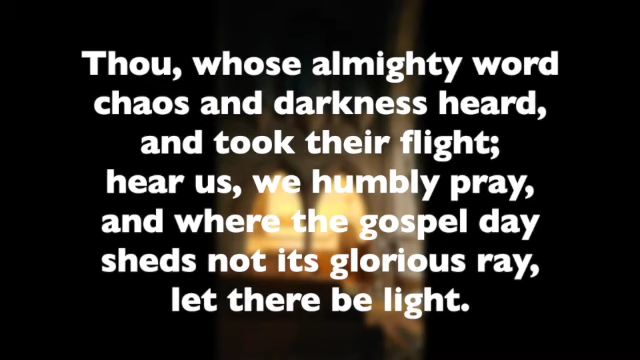 Thou, whose almighty word
chaos and darkness heard,
and took their flight;
hear us, we humbly pray,
and where the gospel day
sheds not its glorious ray,
let there be light.